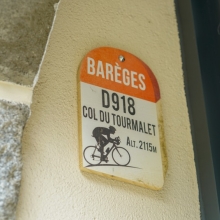 BARÈGES
D918
COL DU TOURMALET
ALT. 2115m